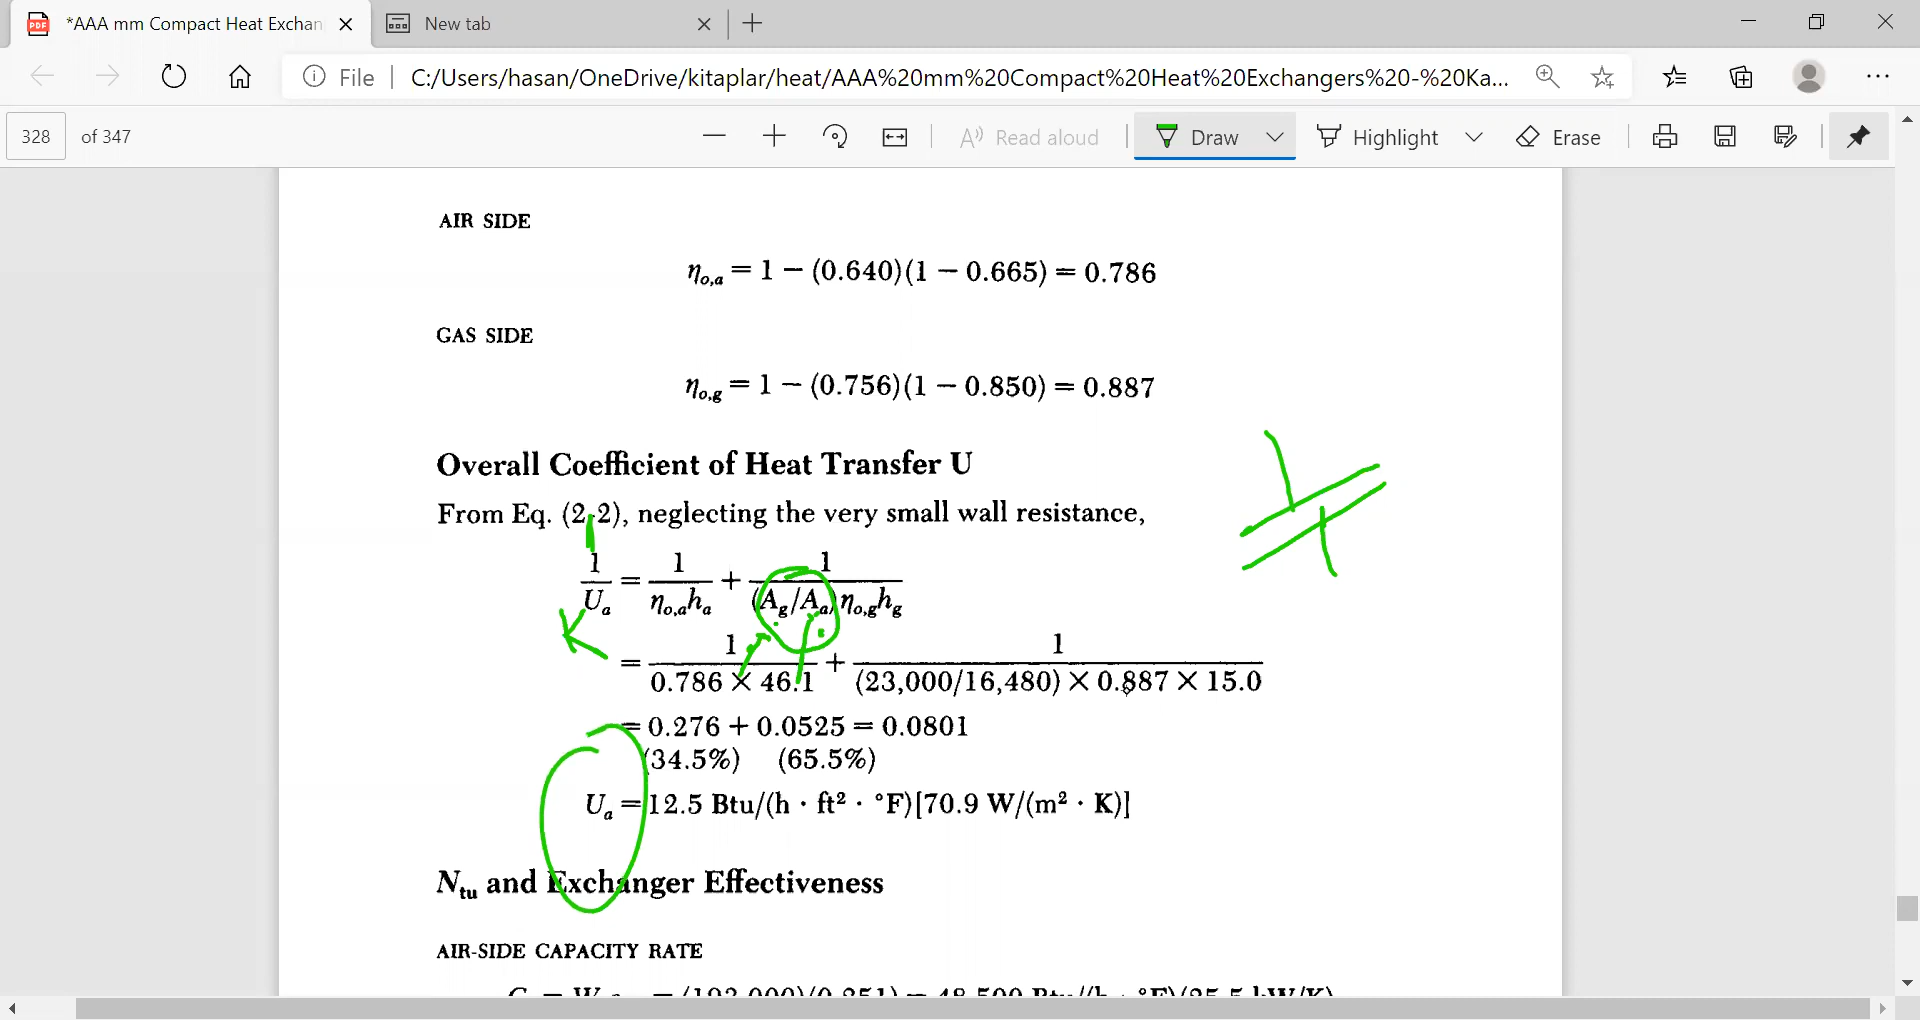 *AAA mm Compact Heat Exchan
New tab
File
C:/Users/hasan/OneDrive/kitaplar/heat/AAA%20mm%20Compact%20Heat%20Exchangers%20-%20Ka...
328 of 347
Read aloud
Draw
Highlight
Erase
AIR SIDE
η_{o,a} = 1 − (0.640)(1 − 0.665) = 0.786
GAS SIDE
η_{o,g} = 1 − (0.756)(1 − 0.850) = 0.887
Overall Coefficient of Heat Transfer U
From Eq. (2-2), neglecting the very small wall resistance,
1/U_a = 1/(η_{o,a}h_a) + 1/((A_g/A_a)η_{o,g}h_g)
= 1/(0.786 × 46.1) + 1/((23,000/16,480) × 0.887 × 15.0)
= 0.276 + 0.0525 = 0.0801
(34.5%) (65.5%)
U_a = 12.5 Btu/(h · ft² · °F)[70.9 W/(m² · K)]
N_{tu} and Exchanger Effectiveness
AIR-SIDE CAPACITY RATE